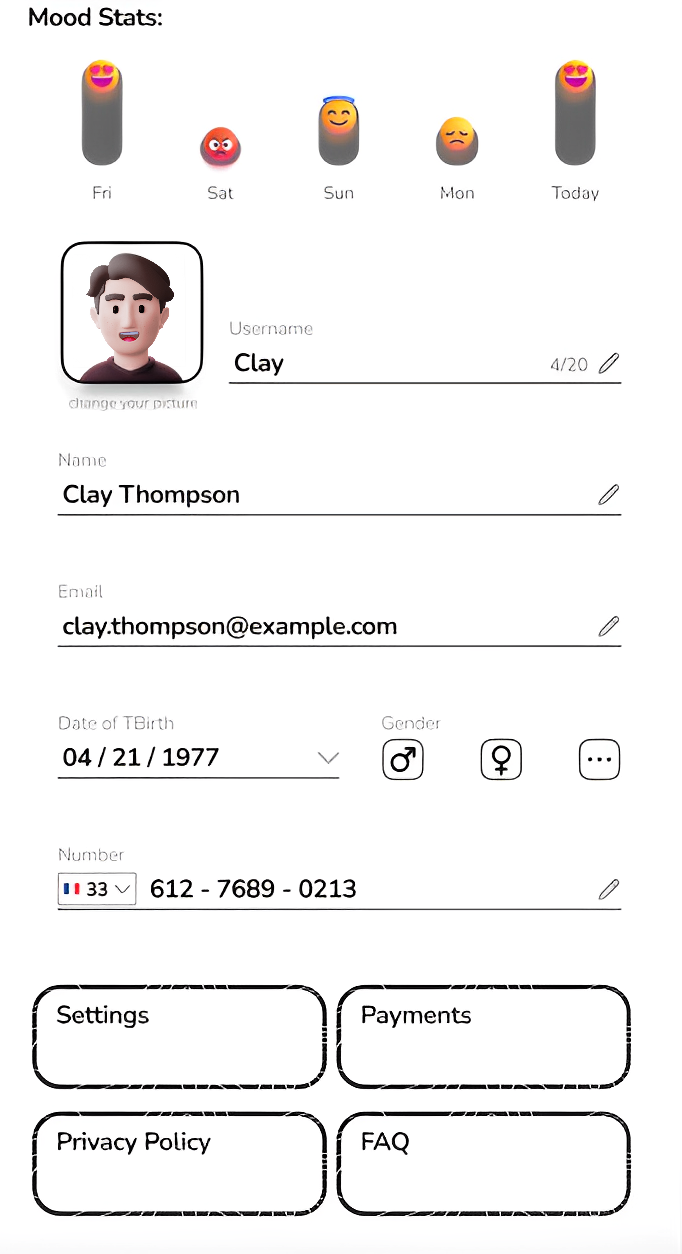 Mood Stats:
Fri Sat Sun Mon Today
Username
Clay 4/20
change your picture
Name
Clay Thompson
Email
clay.thompson@example.com
Date of TBirth Gender
04 / 21 / 1977
Number
33 612 - 7689 - 0213
Settings Payments
Privacy Policy FAQ